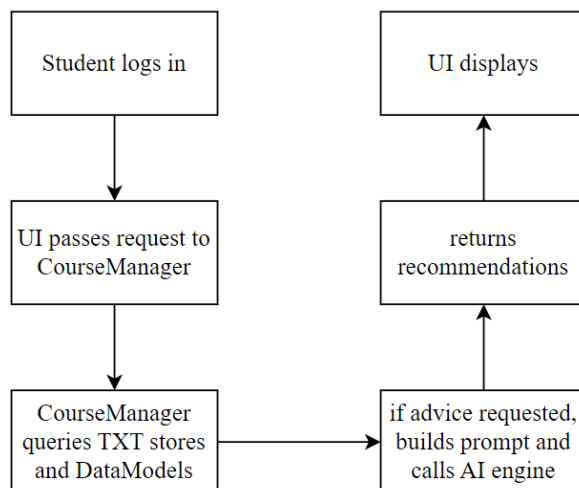 Student logs in
UI passes request to
CourseManager
CourseManager
queries TXT stores
and DataModels
if advice requested,
builds prompt and
calls AI engine
returns
recommendations
UI displays